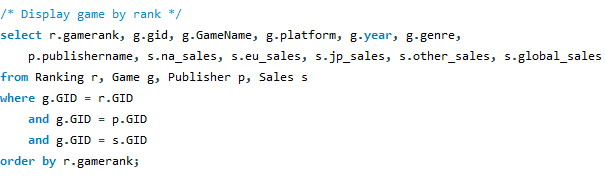 /* Display game by rank */
select r.gamerank, g.gid, g.GameName, g.platform, g.year, g.genre,
    p.publishername, s.na_sales, s.eu_sales, s.jp_sales, s.other_sales, s.global_sales
from Ranking r, Game g, Publisher p, Sales s
where g.GID = r.GID
    and g.GID = p.GID
    and g.GID = s.GID
order by r.gamerank;